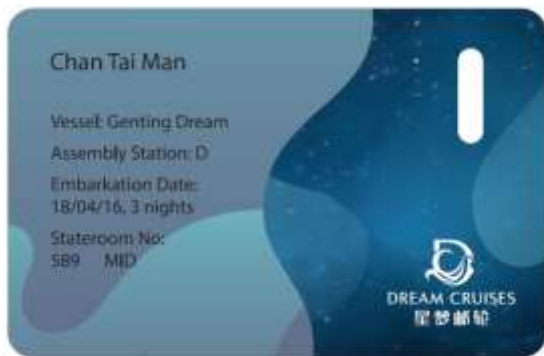 Chan Tai Man
Vessel: Genting Dream
Assembly Station: D
Embarkation Date:
18/04/16, 3 nights
Stateroom No:
589 MID
DREAM CRUISES
星梦邮轮